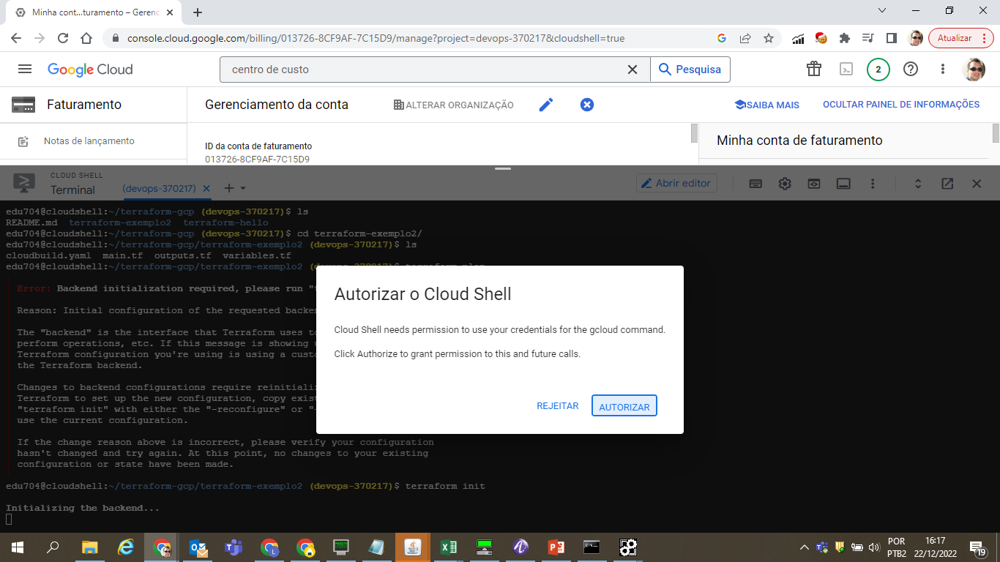 Minha cont...turamento – Geren
console.cloud.google.com/billing/013726-8CF9AF-7C15D9/manage?project=devops-370217&cloudshell=true
Atualizar
Google Cloud
centro de custo
Pesquisa
2
Faturamento
Gerenciamento da conta
ALTERAR ORGANIZAÇÃO
SAIBA MAIS
OCULTAR PAINEL DE INFORMAÇÕES
Notas de lançamento
ID da conta de faturamento
013726-8CF9AF-7C15D9
Minha conta de faturamento
CLOUD SHELL
Terminal
(devops-370217)
Abrir editor
edu704@cloudshell:~/terraform-gcp (devops-370217)$ ls
README.md terraform-exemplo2 terraform-hello
edu704@cloudshell:~/terraform-gcp (devops-370217)$ cd terraform-exemplo2/
edu704@cloudshell:~/terraform-gcp/terraform-exemplo2 (devops-370217)$ ls
cloudbuild.yaml main.tf outputs.tf variables.tf
edu704@cloudshell:~/terraform-gcp/terraform-exemplo2 (devops-370217)$ terraform plan
Error: Backend initialization required, please run "
Reason: Initial configuration of the requested backen
The "backend" is the interface that Terraform uses to
perform operations, etc. If this message is showing
Terraform configuration you're using is using a custo
the Terraform backend.
Changes to backend configurations require reinitiali
Terraform to set up the new configuration, copy exist
"terraform init" with either the "-reconfigure" or "-
use the current configuration.
If the change reason above is incorrect, please verify your configuration
hasn't changed and try again. At this point, no changes to your existing
configuration or state have been made.
edu704@cloudshell:~/terraform-gcp/terraform-exemplo2 (devops-370217)$ terraform init
Initializing the backend...
Autorizar o Cloud Shell
Cloud Shell needs permission to use your credentials for the gcloud command.
Click Authorize to grant permission to this and future calls.
REJEITAR
AUTORIZAR
POR
PTB2
16:17
22/12/2022
19